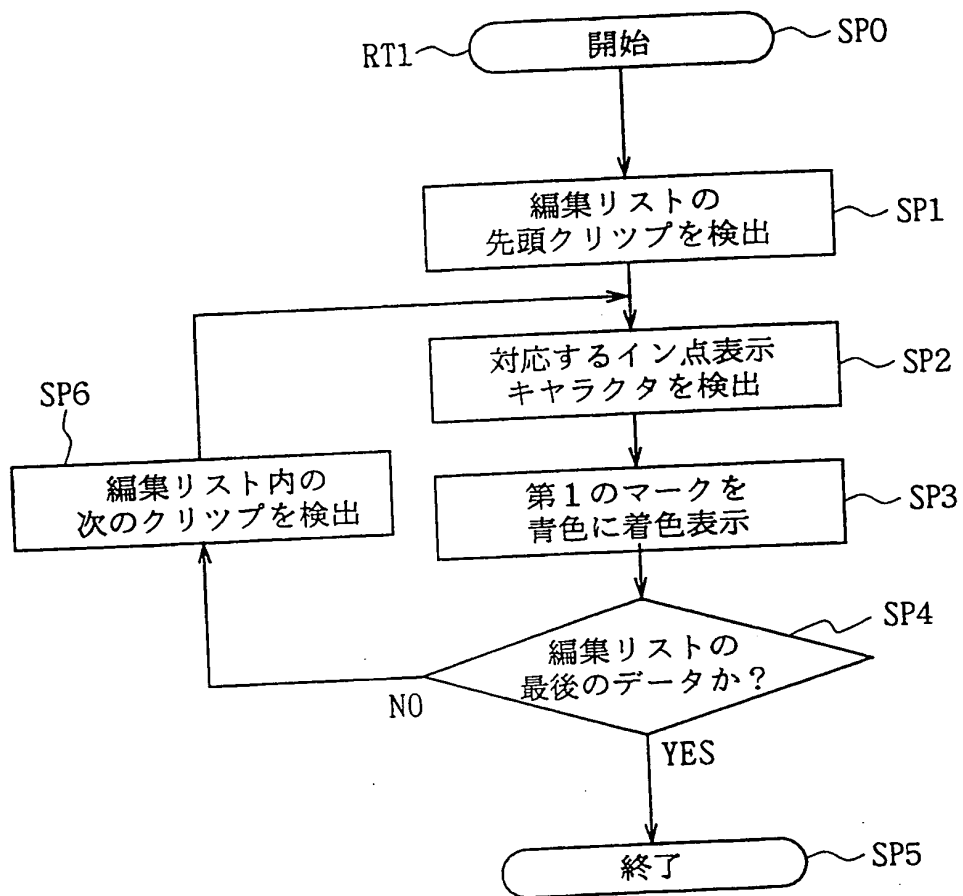 RT1
開始
SP0
編集リストの
先頭クリツプを検出
SP1
対応するイン点表示
キヤラクタを検出
SP2
SP6
編集リスト内の
次のクリツプを検出
第1のマークを
青色に着色表示
SP3
編集リストの
最後のデータか?
SP4
NO
YES
終了
SP5